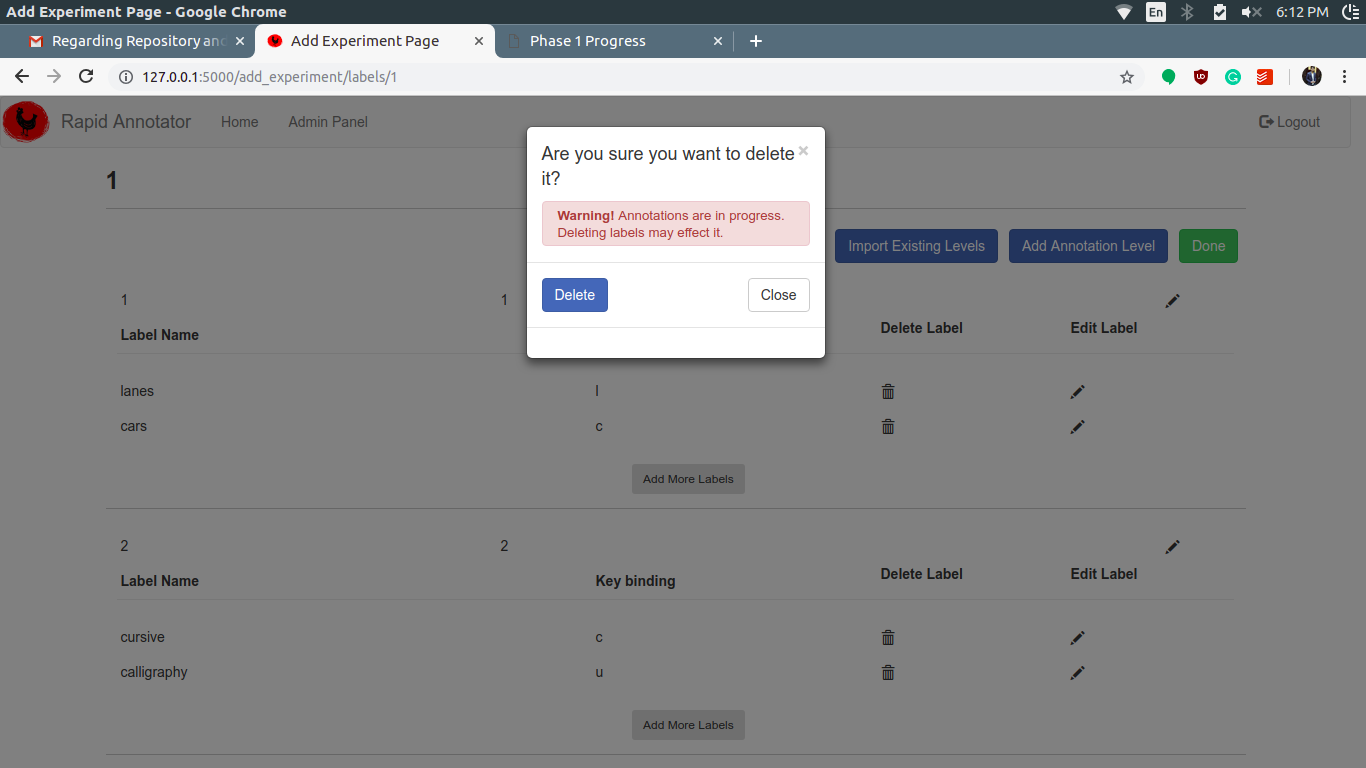 Add Experiment Page - Google Chrome
En
6:12 PM
Regarding Repository an
Add Experiment Page
Phase 1 Progress
127.0.0.1:5000/add_experiment/labels/1
Rapid Annotator
Home
Admin Panel
Logout
1
Are you sure you want to delete
it?
×
Warning! Annotations are in progress.
Deleting labels may effect it.
Delete
Close
Import Existing Levels
Add Annotation Level
Done
1
1
Label Name
Delete Label
Edit Label
lanes
l
cars
c
Add More Labels
2
2
Label Name
Key binding
Delete Label
Edit Label
cursive
c
calligraphy
u
Add More Labels